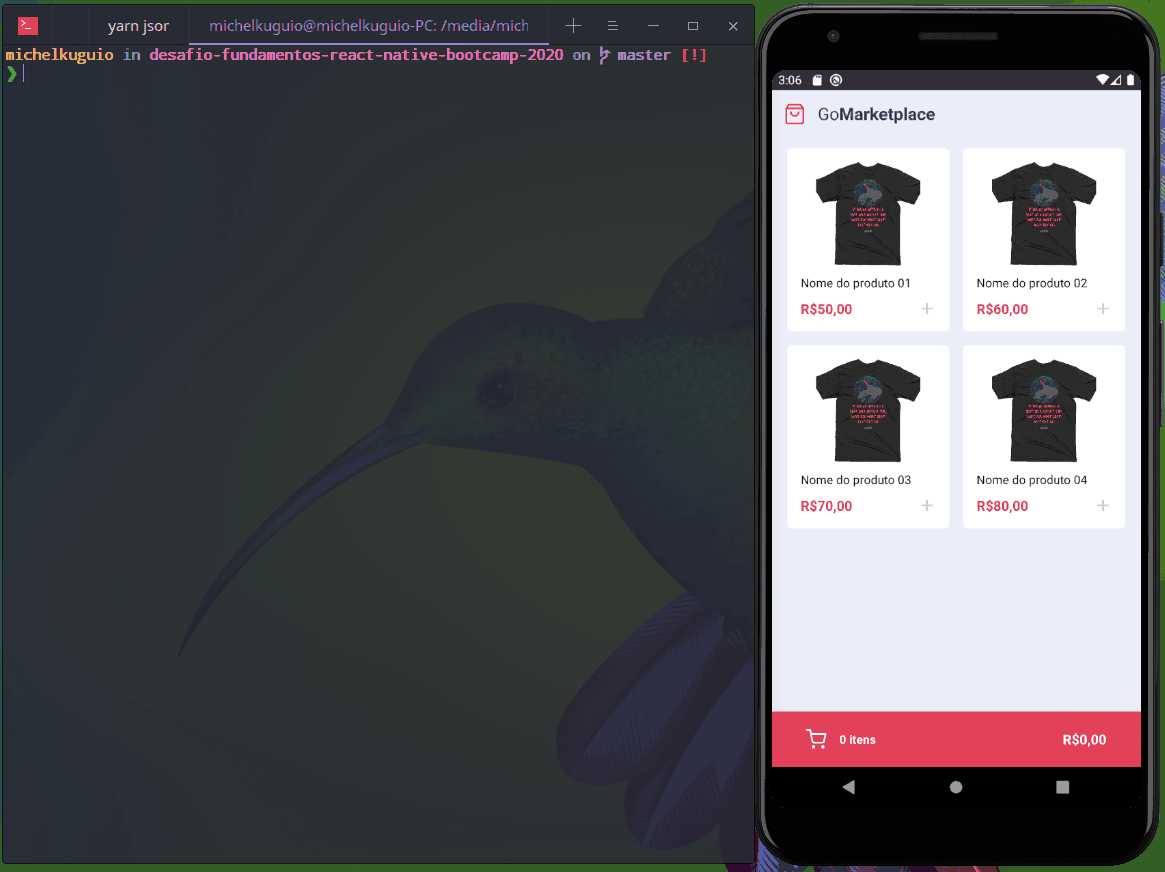 yarn jsor
michelkuguio@michelkuguio-PC: /media/mich
michelkuguio in desafio-fundamentos-react-native-bootcamp-2020 on master [!]
❯
3:06
GoMarketplace
Nome do produto 01
R$50,00 +
Nome do produto 02
R$60,00 +
Nome do produto 03
R$70,00 +
Nome do produto 04
R$80,00 +
0 itens
R$0,00